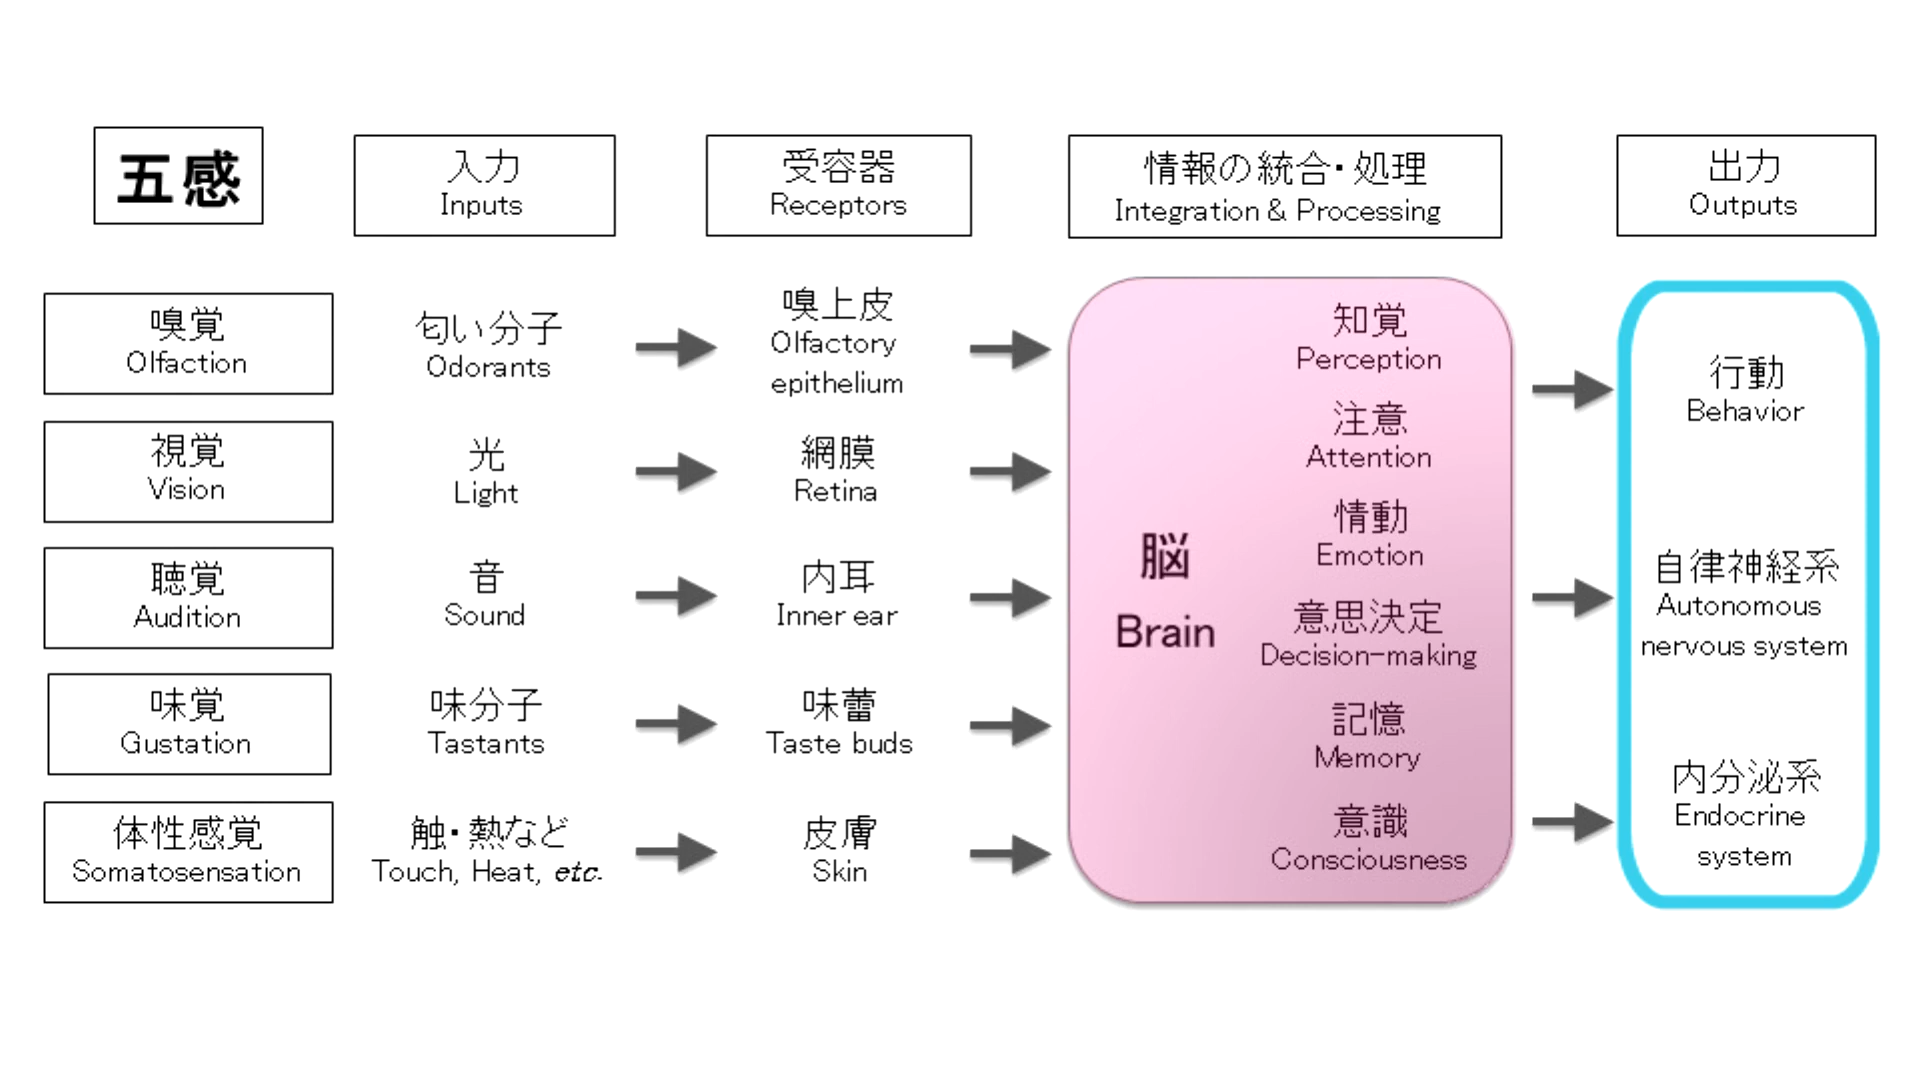 五感
入力
Inputs
受容器
Receptors
情報の統合・処理
Integration & Processing
出力
Outputs
嗅覚
Olfaction
匂い分子
Odorants
嗅上皮
Olfactory
epithelium
視覚
Vision
光
Light
網膜
Retina
聴覚
Audition
音
Sound
内耳
Inner ear
味覚
Gustation
味分子
Tastants
味蕾
Taste buds
体性感覚
Somatosensation
触・熱など
Touch, Heat, etc.
皮膚
Skin
脳
Brain
知覚
Perception
注意
Attention
情動
Emotion
意思決定
Decision-making
記憶
Memory
意識
Consciousness
行動
Behavior
自律神経系
Autonomous
nervous system
内分泌系
Endocrine
system